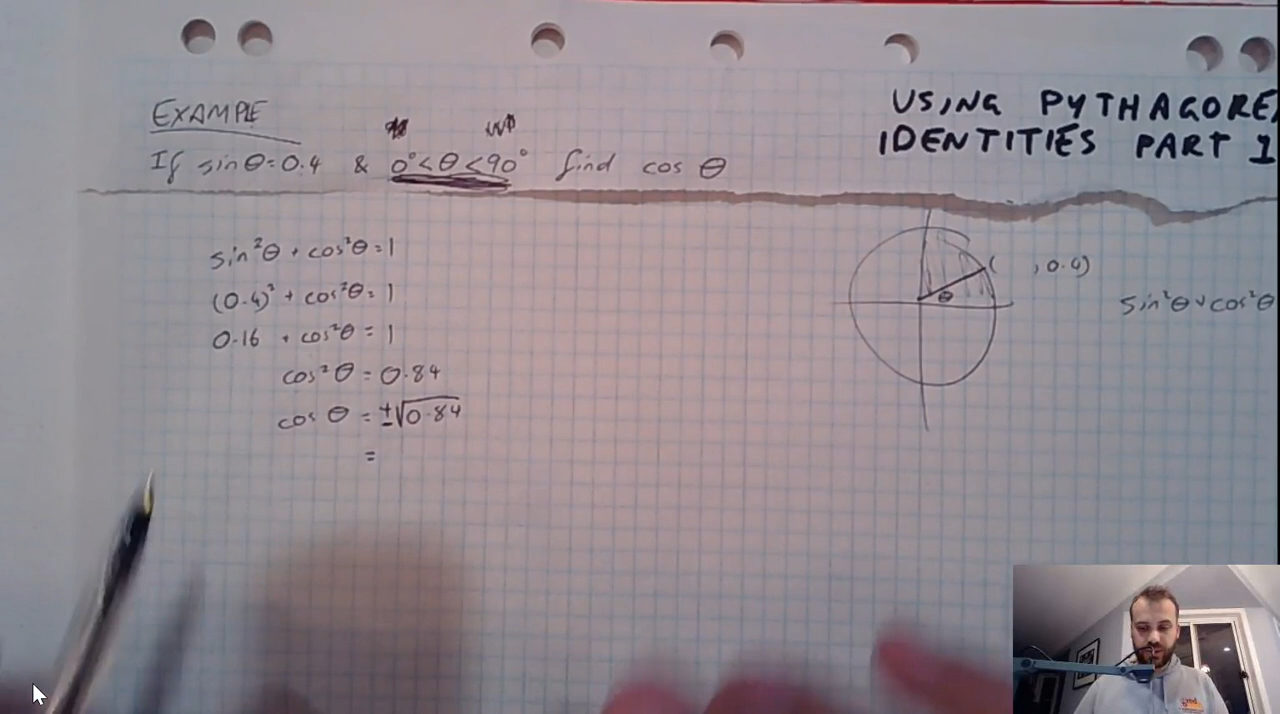 EXAMPLE
If sinθ=0.4 & 0°<θ<90° find cos θ
USING PYTHAGORE
IDENTITIES PART 1
sin²θ + cos²θ=1
(0.4)² + cos²θ= 1
0.16 + cos²θ = 1
cos²θ = 0.84
cos θ = ±√0.84
=
( , 0.4)
θ
sin²θ + cos²θ